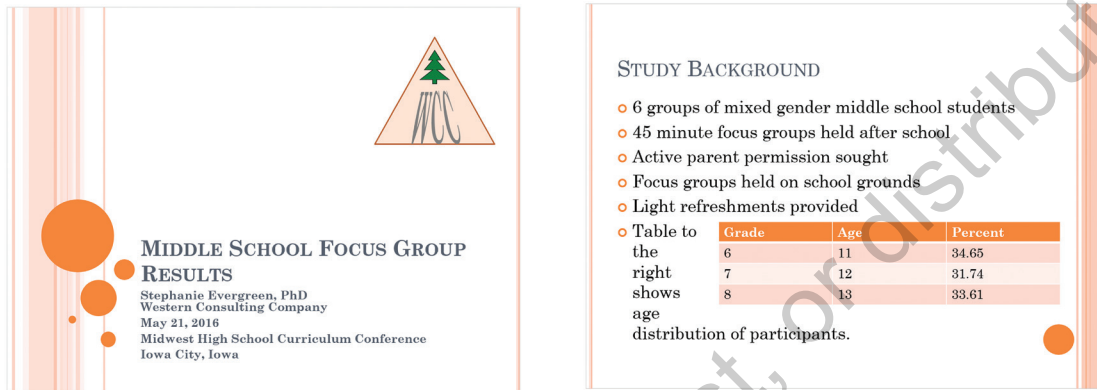 WCC
MIDDLE SCHOOL FOCUS GROUP
RESULTS
Stephanie Evergreen, PhD
Western Consulting Company
May 21, 2016
Midwest High School Curriculum Conference
Iowa City, Iowa
STUDY BACKGROUND
6 groups of mixed gender middle school students
45 minute focus groups held after school
Active parent permission sought
Focus groups held on school grounds
Light refreshments provided
Table to
the
right
shows
age
distribution of participants.
Grade Age Percent
6 11 34.65
7 12 31.74
8 13 33.61
or distribut